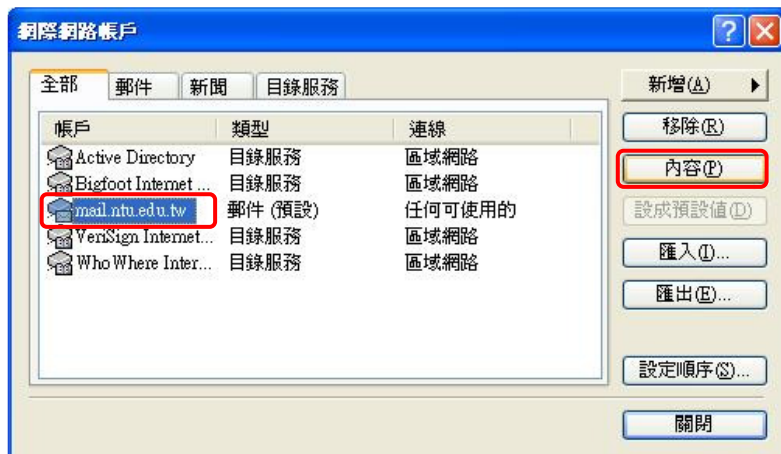 網際網路帳戶
全部 郵件 新聞 目錄服務
帳戶 類型 連線
Active Directory 目錄服務 區域網路
Bigfoot Internet ... 目錄服務 區域網路
mail.ntu.edu.tw 郵件 (預設) 任何可使用的
VeriSign Internet... 目錄服務 區域網路
WhoWhere Inter... 目錄服務 區域網路
新增(A)
移除(R)
內容(P)
設成預設值(D)
匯入(I)...
匯出(E)...
設定順序(S)...
關閉